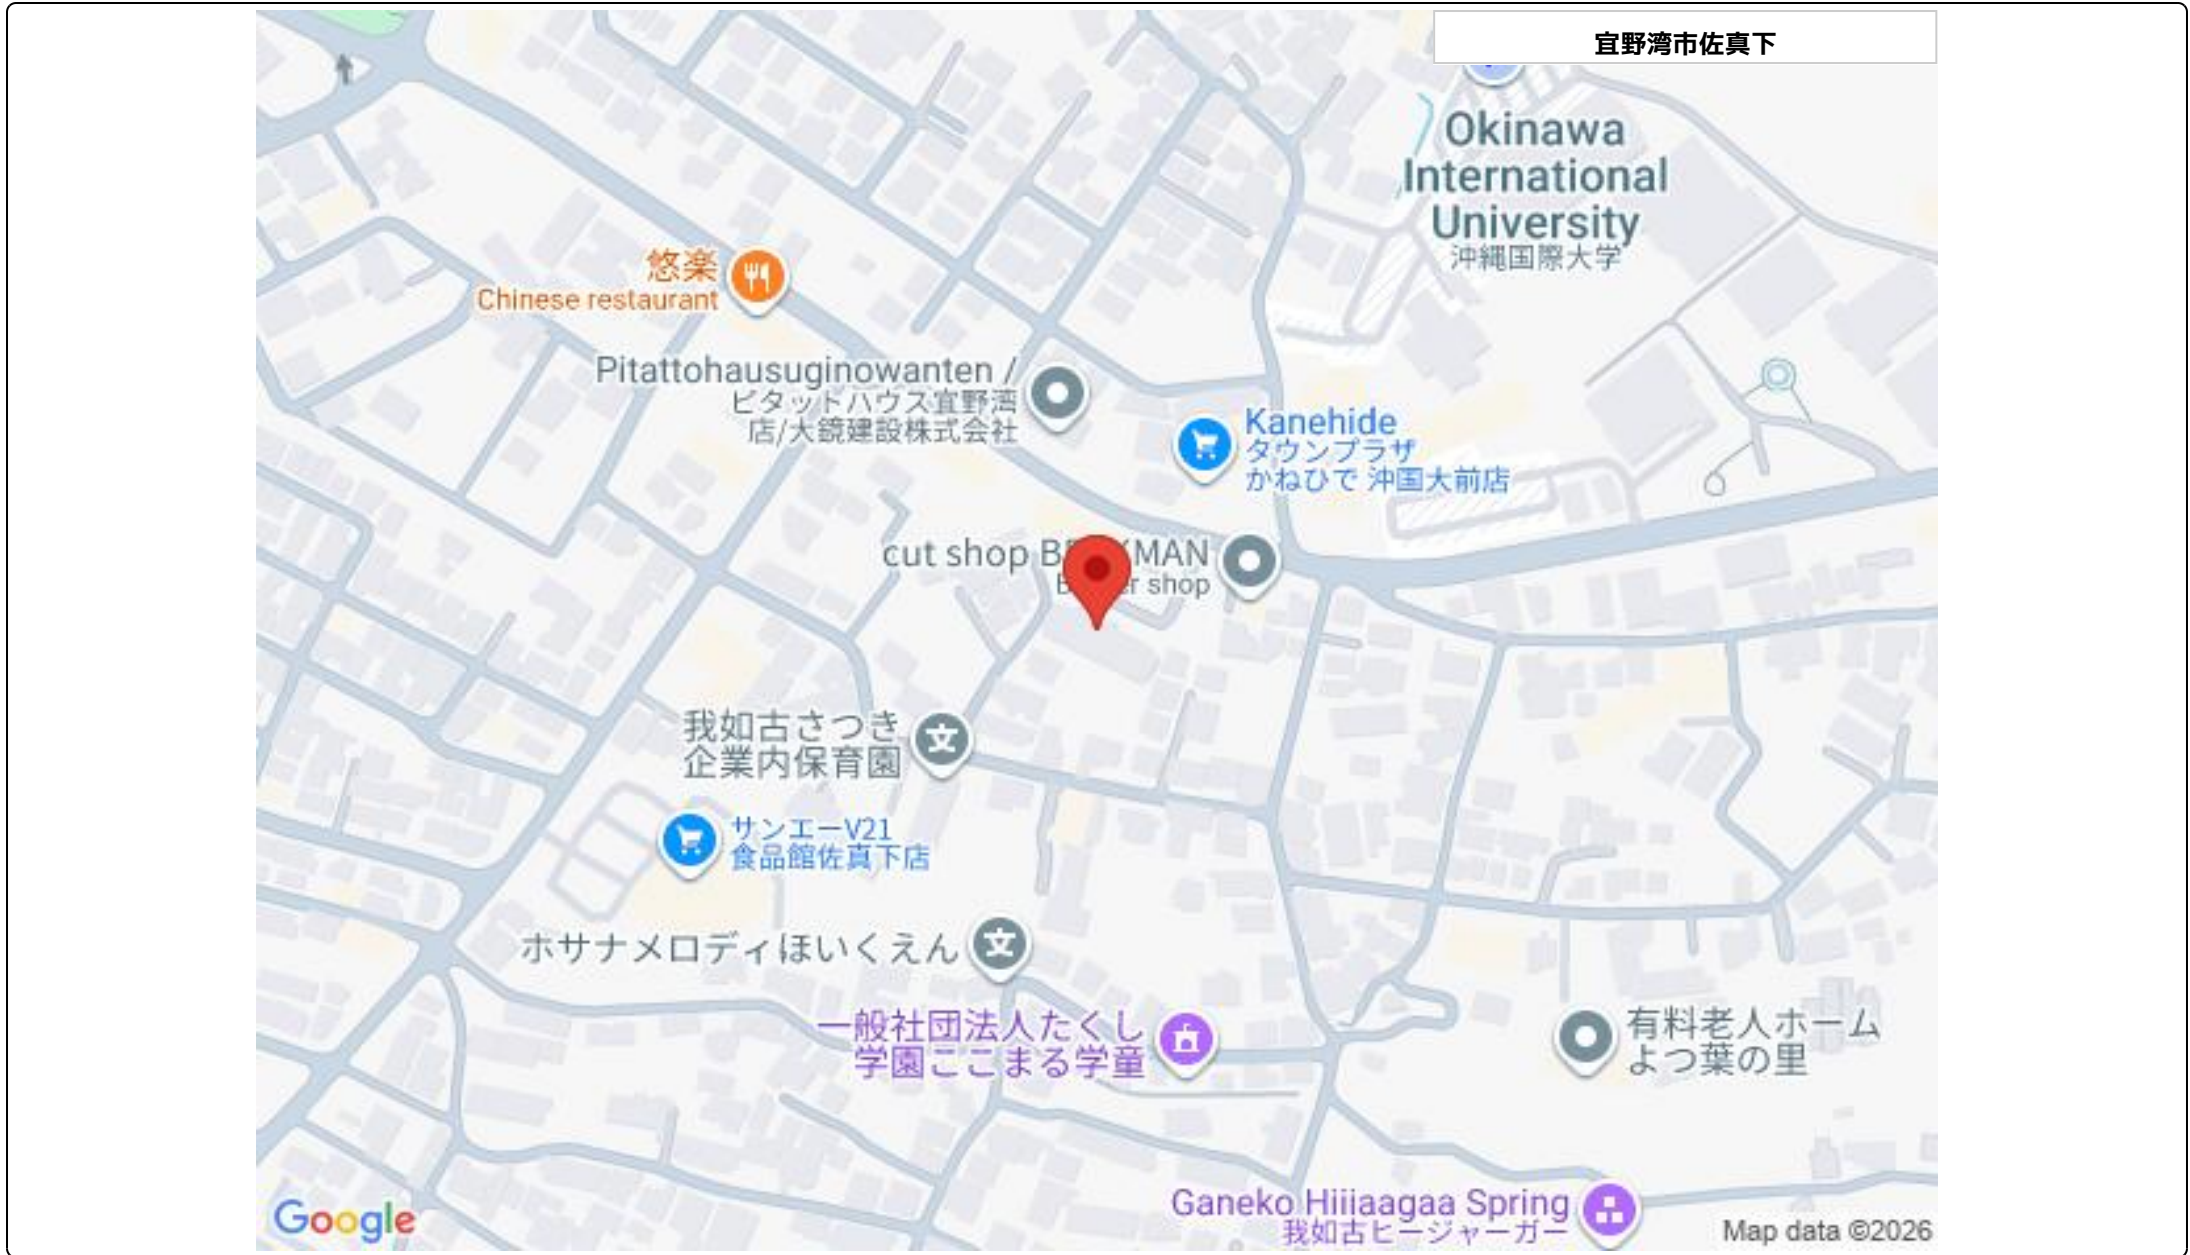 宜野湾市佐真下
Okinawa
International
University
沖縄国際大学
悠楽
Chinese restaurant
Pitattohausuginowanten /
ピタットハウス宜野湾
店/大鏡建設株式会社
Kanehide
タウンプラザ
かねひで 沖国大前店
cut shop
shop
我如古さつき
企業内保育園
サンエーV21
食品館佐真下店
ホサナメロディほいくえん
一般社団法人たくし
学園ここまる学童
有料老人ホーム
よつ葉の里
Ganeko Hiiiaagaa Spring
我如古ヒージャーガー
Google
Map data ©2026